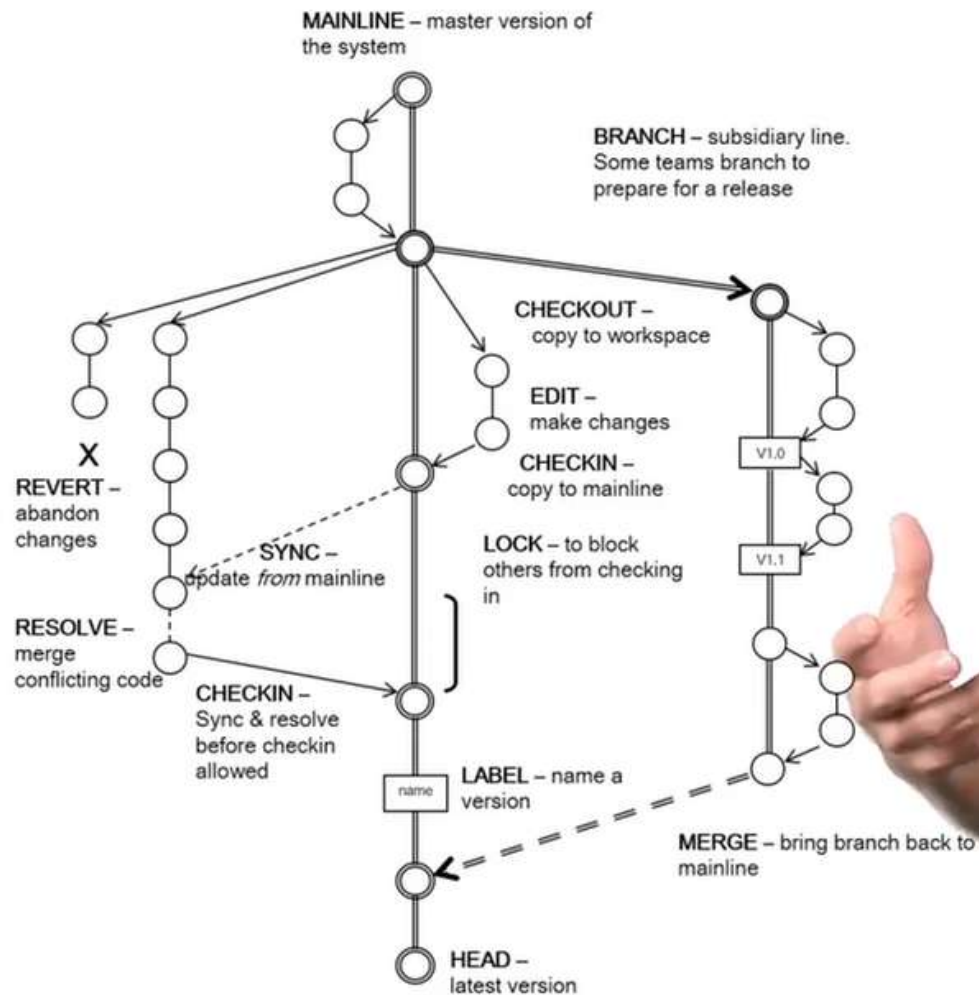 MAINLINE – master version of
the system
BRANCH – subsidiary line.
Some teams branch to
prepare for a release
CHECKOUT –
copy to workspace
EDIT –
make changes
CHECKIN –
copy to mainline
V1.0
X
REVERT –
abandon
changes
SYNC –
update from mainline
LOCK – to block
others from checking
in
V1.1
RESOLVE –
merge
conflicting code
CHECKIN –
Sync & resolve
before checkin
allowed
name
LABEL – name a
version
MERGE – bring branch back to
mainline
HEAD –
latest version